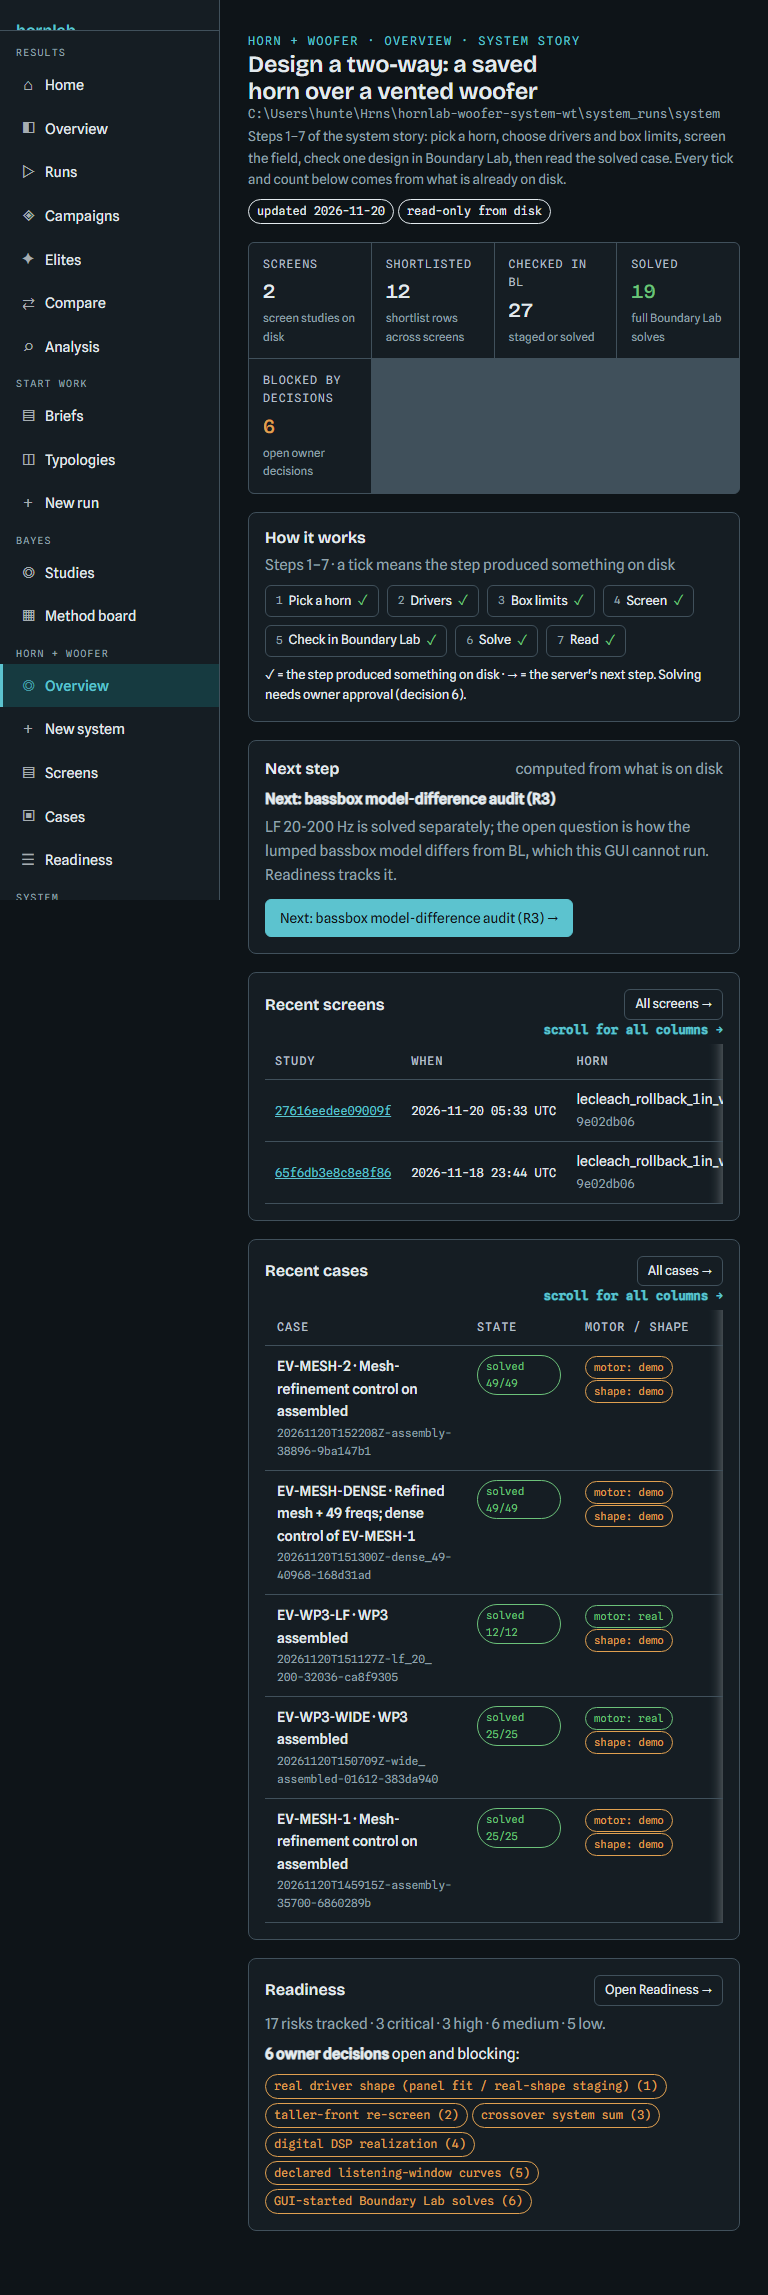 hornlab
RESULTS
Home
Overview
Runs
Campaigns
Elites
Compare
Analysis
START WORK
Briefs
Typologies
+ New run
BAYES
Studies
Method board
HORN + WOOFER
Overview
+ New system
Screens
Cases
Readiness
SYSTEM
HORN + WOOFER · OVERVIEW · SYSTEM STORY
Design a two-way: a saved
horn over a vented woofer
C:\Users\hunte\Hrns\hornlab-woofer-system-wt\system_runs\system
Steps 1–7 of the system story: pick a horn, choose drivers and box limits, screen
the field, check one design in Boundary Lab, then read the solved case. Every tick
and count below comes from what is already on disk.
updated 2026-11-20 read-only from disk
SCREENS
2
screen studies on
disk
SHORTLISTED
12
shortlist rows
across screens
CHECKED IN
BL
27
staged or solved
SOLVED
19
full Boundary Lab
solves
BLOCKED BY
DECISIONS
6
open owner
decisions
How it works
Steps 1–7 · a tick means the step produced something on disk
1 Pick a horn ✓ 2 Drivers ✓ 3 Box limits ✓ 4 Screen ✓
5 Check in Boundary Lab ✓ 6 Solve ✓ 7 Read ✓
✓ = the step produced something on disk · → = the server's next step. Solving
needs owner approval (decision 6).
Next step computed from what is on disk
Next: bassbox model-difference audit (R3)
LF 20-200 Hz is solved separately; the open question is how the
lumped bassbox model differs from BL, which this GUI cannot run.
Readiness tracks it.
Next: bassbox model-difference audit (R3) →
Recent screens All screens →
scroll for all columns →
STUDY WHEN HORN
27616eedee09009f 2026-11-20 05:33 UTC lecleach_rollback_1in_v
9e02db06
65f6db3e8c8e8f86 2026-11-18 23:44 UTC lecleach_rollback_1in_v
9e02db06
Recent cases All cases →
scroll for all columns →
CASE STATE MOTOR / SHAPE
EV-MESH-2 · Mesh-
refinement control on
assembled
20261120T152208Z-assembly-
38896-9ba147b1
solved
49/49
motor: demo
shape: demo
EV-MESH-DENSE · Refined
mesh + 49 freqs; dense
control of EV-MESH-1
20261120T151300Z-dense_49-
40968-168d31ad
solved
49/49
motor: demo
shape: demo
EV-WP3-LF · WP3
assembled
20261120T151127Z-lf_20_
200-32036-ca8f9305
solved
12/12
motor: real
shape: demo
EV-WP3-WIDE · WP3
assembled
20261120T150709Z-wide_
assembled-01612-383da940
solved
25/25
motor: real
shape: demo
EV-MESH-1 · Mesh-
refinement control on
assembled
20261120T145915Z-assembly-
35700-6860289b
solved
25/25
motor: demo
shape: demo
Readiness Open Readiness →
17 risks tracked · 3 critical · 3 high · 6 medium · 5 low.
6 owner decisions open and blocking:
real driver shape (panel fit / real-shape staging) (1)
taller-front re-screen (2) crossover system sum (3)
digital DSP realization (4)
declared listening-window curves (5)
GUI-started Boundary Lab solves (6)